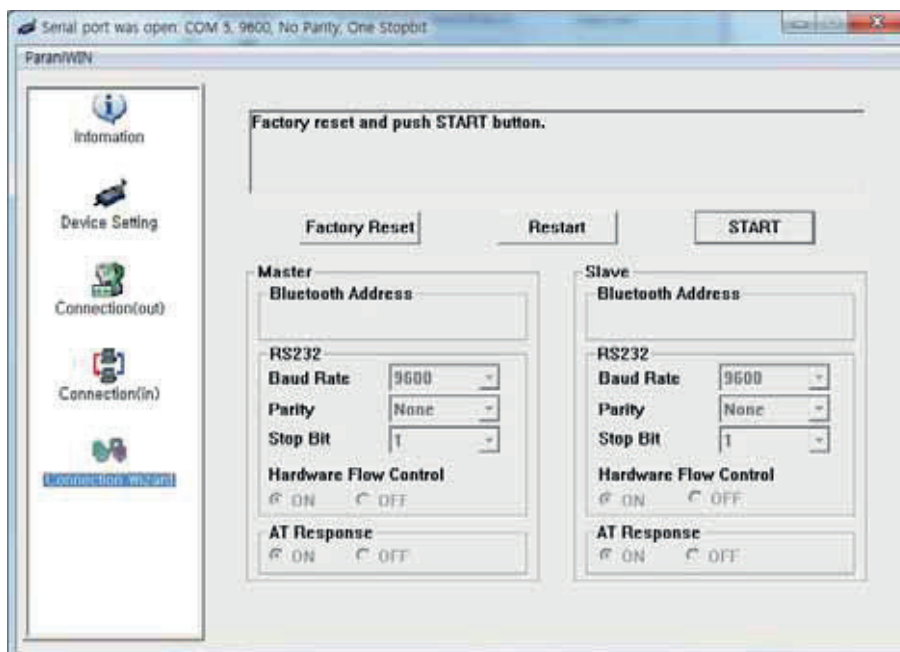 Serial port was open: COM 5, 9600, No Parity, One Stopbit
ParaniWIN
Infomation
Device Setting
Connection(out)
Connection(in)
Connection Wizard
Factory reset and push START button.
Factory Reset Restart START
Master
Bluetooth Address
RS232
Baud Rate 9600
Parity None
Stop Bit 1
Hardware Flow Control
ON OFF
AT Response
ON OFF
Slave
Bluetooth Address
RS232
Baud Rate 9600
Parity None
Stop Bit 1
Hardware Flow Control
ON OFF
AT Response
ON OFF